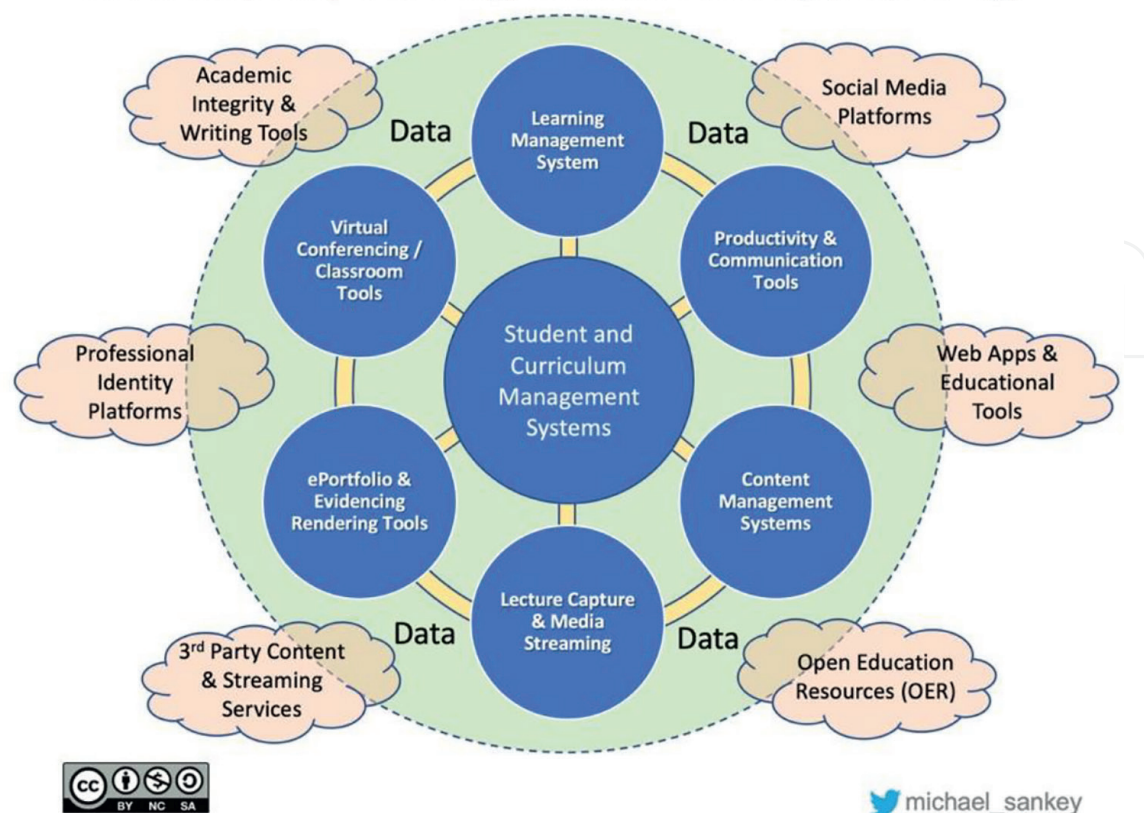 Academic
Integrity &
Writing Tools
Social Media
Platforms
Data
Data
Learning
Management
System
Virtual
Conferencing /
Classroom
Tools
Productivity &
Communication
Tools
Professional
Identity
Platforms
Student and
Curriculum
Management
Systems
Web Apps &
Educational
Tools
ePortfolio &
Evidencing
Rendering Tools
Content
Management
Systems
Lecture Capture
& Media
Streaming
Data
Data
3rd Party Content
& Streaming
Services
Open Education
Resources (OER)
cc
BY NC SA
michael_sankey